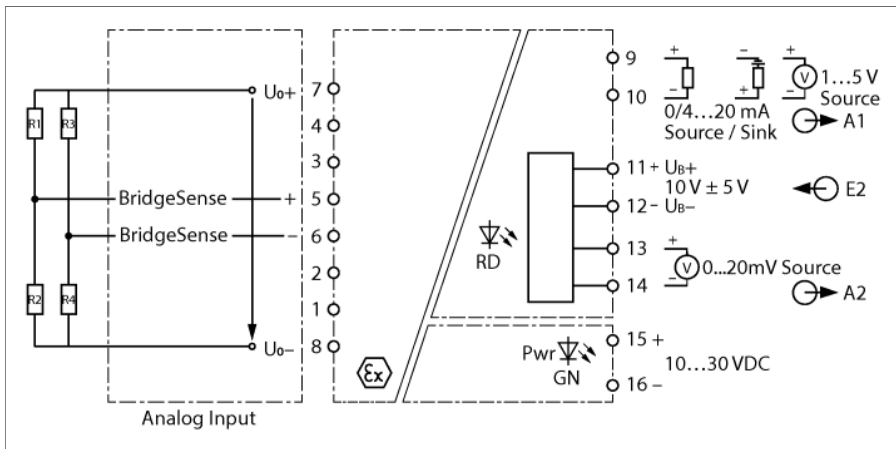 U₀+
7
R1
R3
4
3
BridgeSense
+
5
BridgeSense
−
6
2
R2
R4
1
U₀−
8
Analog Input
εx
RD
Pwr
GN
9
+
−
+
V
1...5 V
10
−
+
−
Source
0/4...20 mA
Source / Sink
A1
11 + UB+
10 V ± 5 V
E2
12 − UB−
13
+
V
0...20mV Source
14
−
A2
15 +
10...30 VDC
16 −